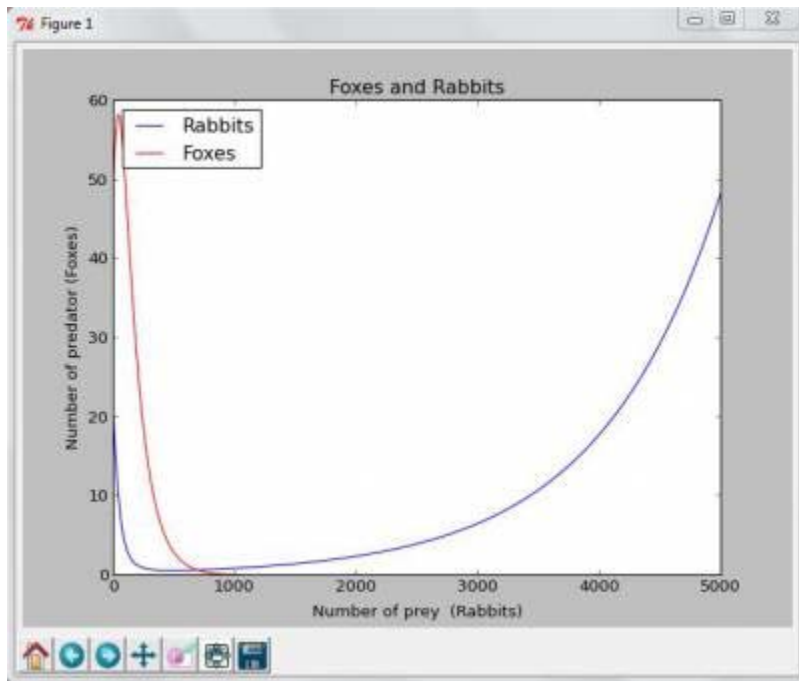 Figure 1
Foxes and Rabbits
60
Rabbits
Foxes
50
40
30
20
10
0
Number of predator (Foxes)
0 1000 2000 3000 4000 5000
Number of prey (Rabbits)